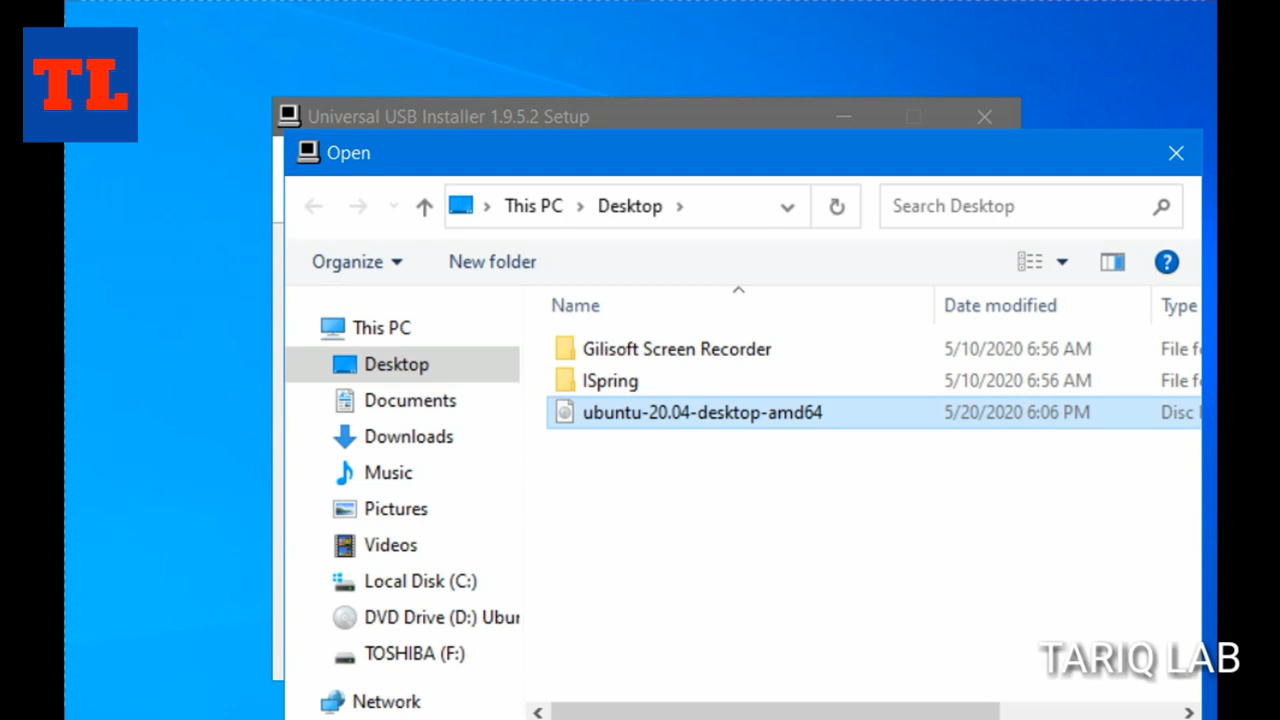 TL
Universal USB Installer 1.9.5.2 Setup
Open
This PC > Desktop >
Search Desktop
Organize
New folder
?
Name
Date modified
Type
This PC
Desktop
Documents
Downloads
Music
Pictures
Videos
Local Disk (C:)
DVD Drive (D:) Ubun
TOSHIBA (F:)
Network
Gilisoft Screen Recorder 5/10/2020 6:56 AM File f
ISpring 5/10/2020 6:56 AM File f
ubuntu-20.04-desktop-amd64 5/20/2020 6:06 PM Disc
TARIQ LAB